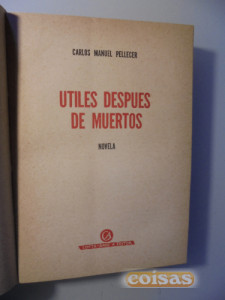 CARLOS MANUEL PELLECER
UTILES DESPUES
DE MUERTOS
NOVELA
coisas